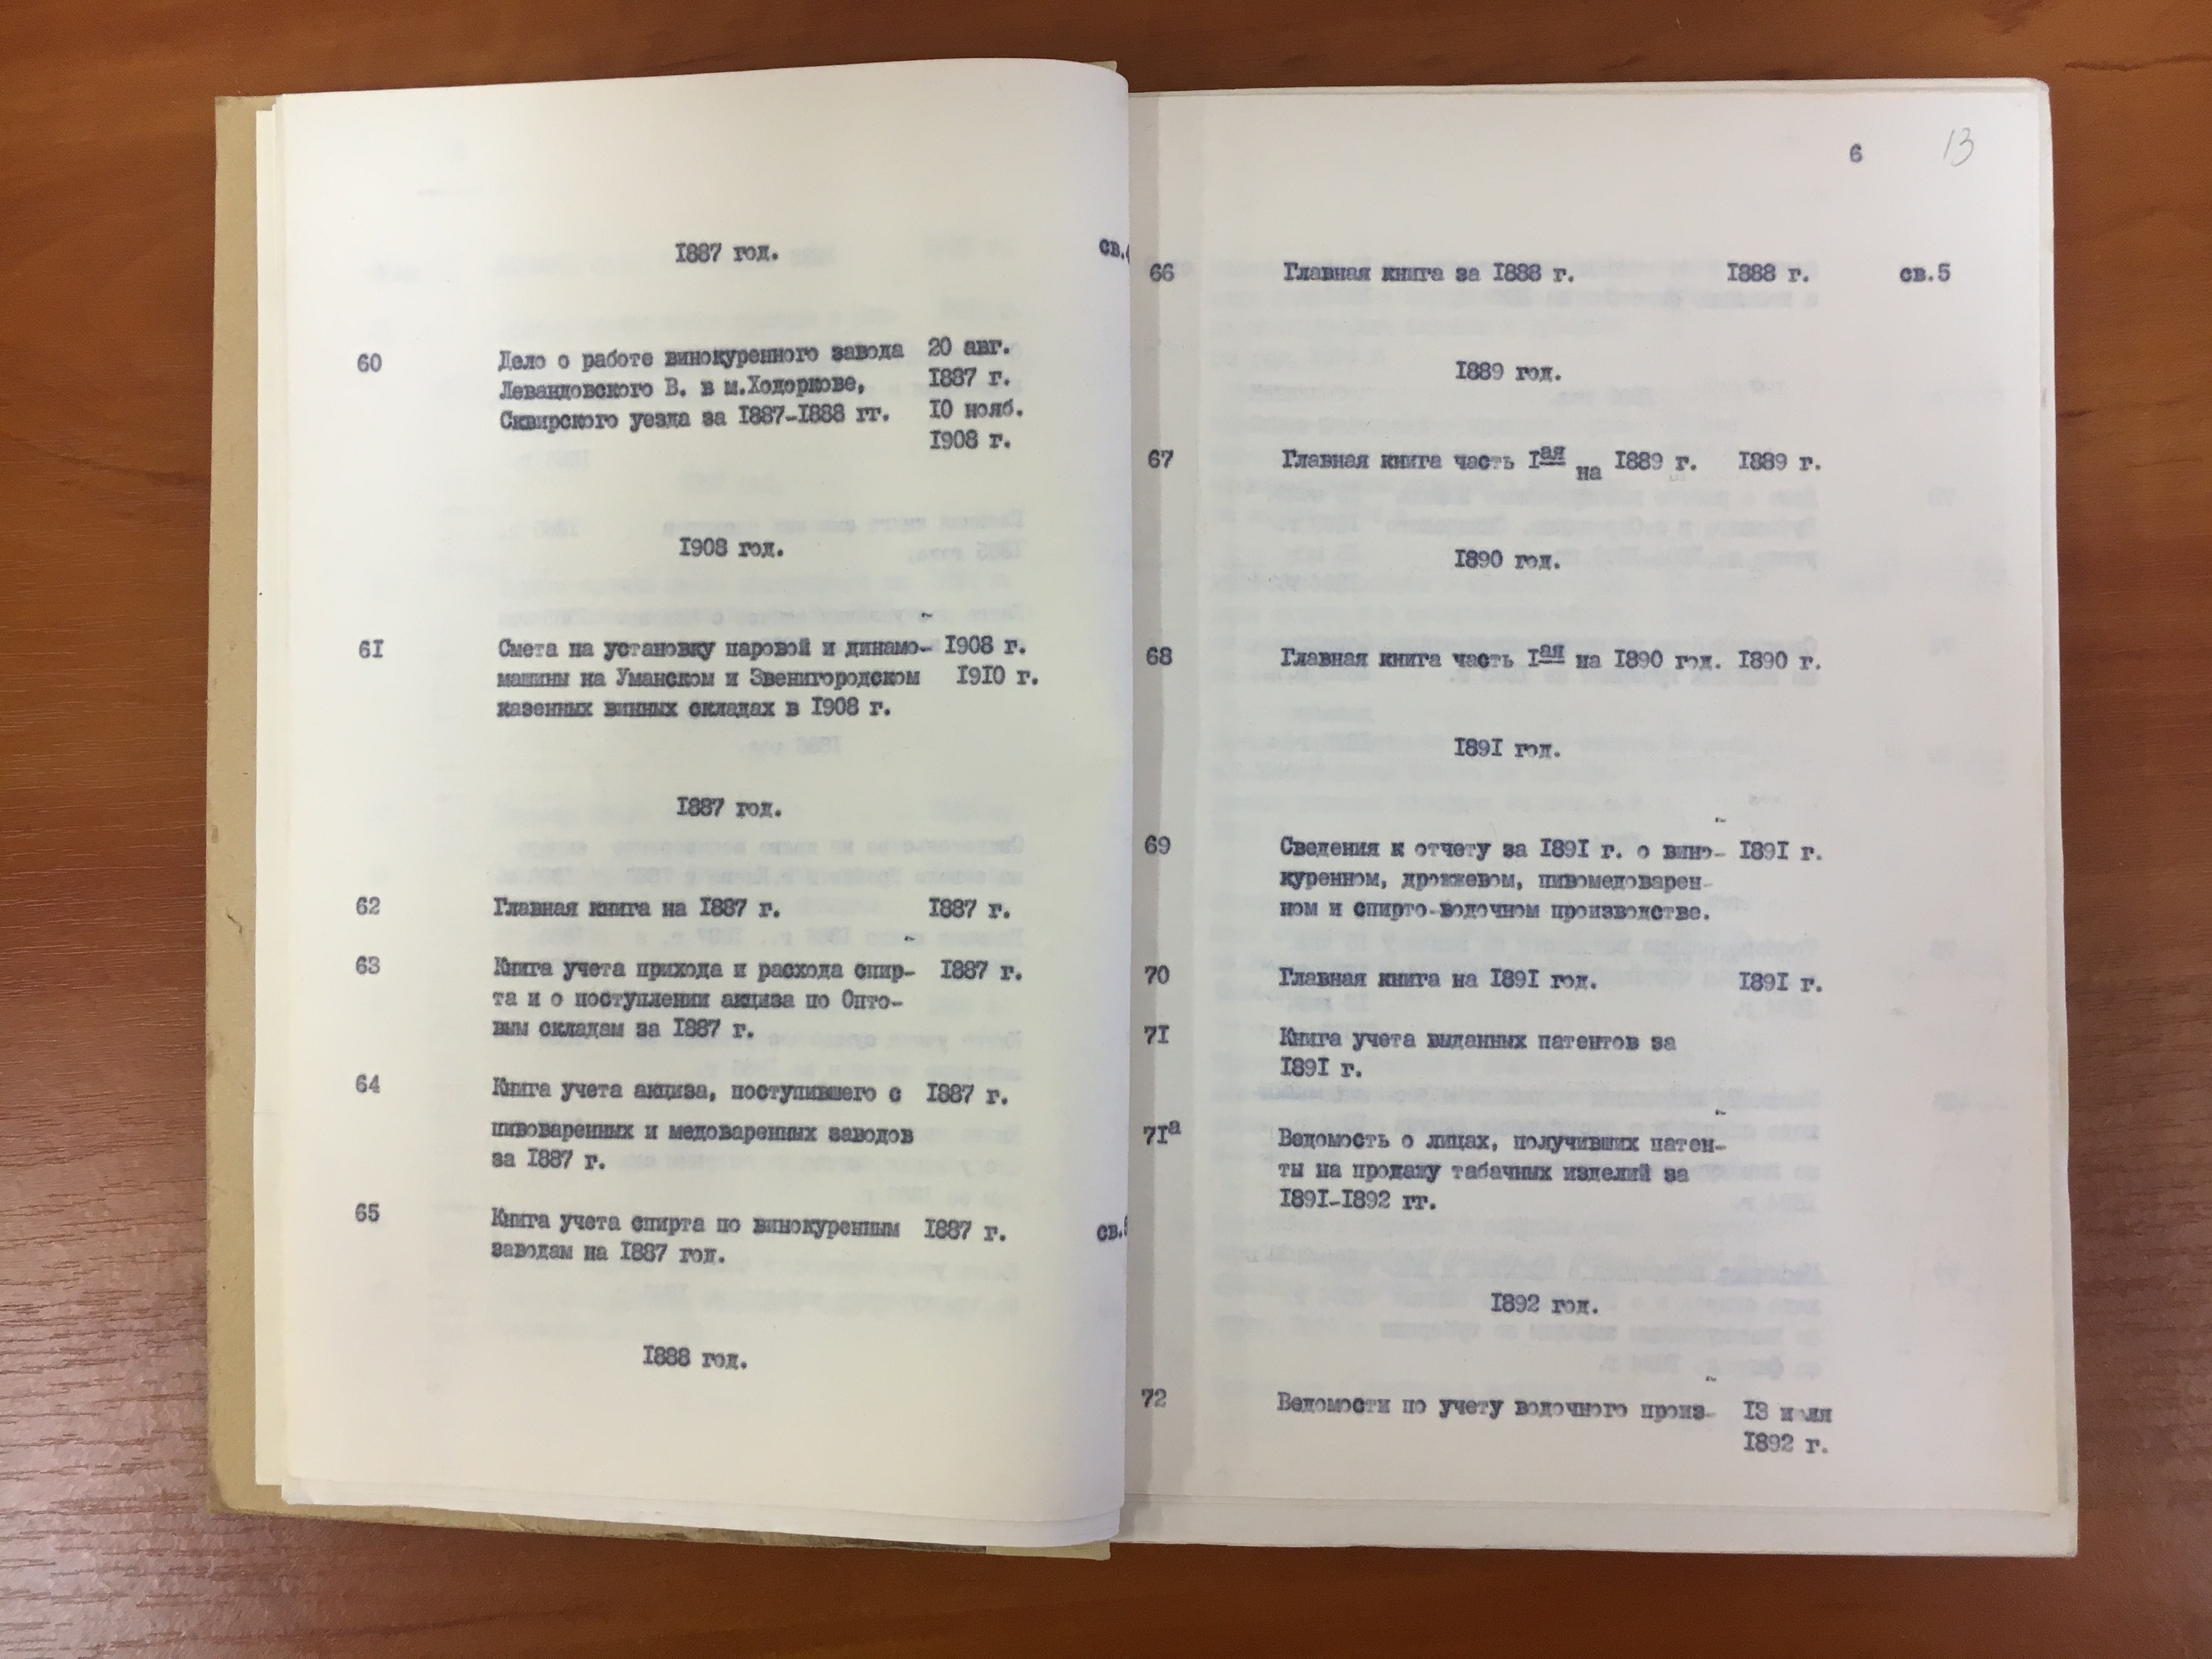 1887 год.
св.
60 Дело о работе винокуренного завода 20 авг.
Левандовского В. в м.Ходоркове, 1887 г.
Сквирского уезда за 1887-1888 гг. 10 нояб.
1908 г.
1908 год.
61 Смета на установку паровой и динамо- 1908 г.
машины на Уманском и Звенигородском 1910 г.
казенных винных складах в 1908 г.
1887 год.
62 Главная книга на 1887 г. 1887 г.
63 Книга учета прихода и расхода спир- 1887 г.
та и о поступлении акциза по Опто-
вым складам за 1887 г.
64 Книга учета акциза, поступившего с 1887 г.
пивоваренных и медоваренных заводов
за 1887 г.
65 Книга учета спирта по винокуренным 1887 г. св.
заводам на 1887 год.
1888 год.
6 13
66 Главная книга за 1888 г. 1888 г. св.5
1889 год.
67 Главная книга часть Iая на 1889 г. 1889 г.
1890 год.
68 Главная книга часть Iая на 1890 год. 1890 г.
1891 год.
69 Сведения к отчету за 1891 г. о вино- 1891 г.
куренном, дрожжевом, пивомедоварен-
ном и спирто-водочном производстве.
70 Главная книга на 1891 год. 1891 г.
71 Книга учета выданных патентов за
1891 г.
71а Ведомость о лицах, получивших патен-
ты на продажу табачных изделий за
1891-1892 гг.
1892 год.
72 Ведомости по учету водочного произ- 13 июля
1892 г.